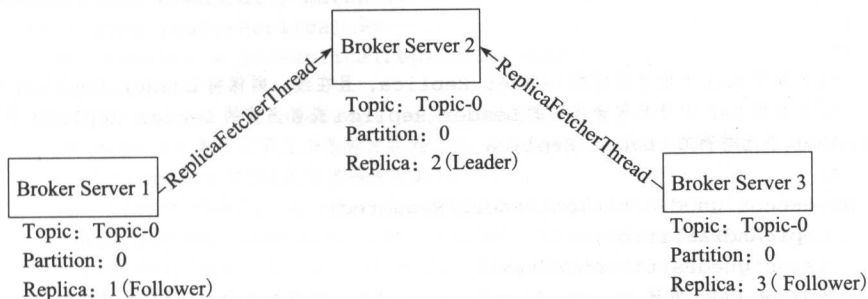 Broker Server 2
ReplicaFetcherThread
ReplicaFetcherThread
Topic: Topic-0
Partition: 0
Replica: 2(Leader)
Broker Server 1
Topic: Topic-0
Partition: 0
Replica: 1(Follower)
Broker Server 3
Topic: Topic-0
Partition: 0
Replica: 3( Follower)